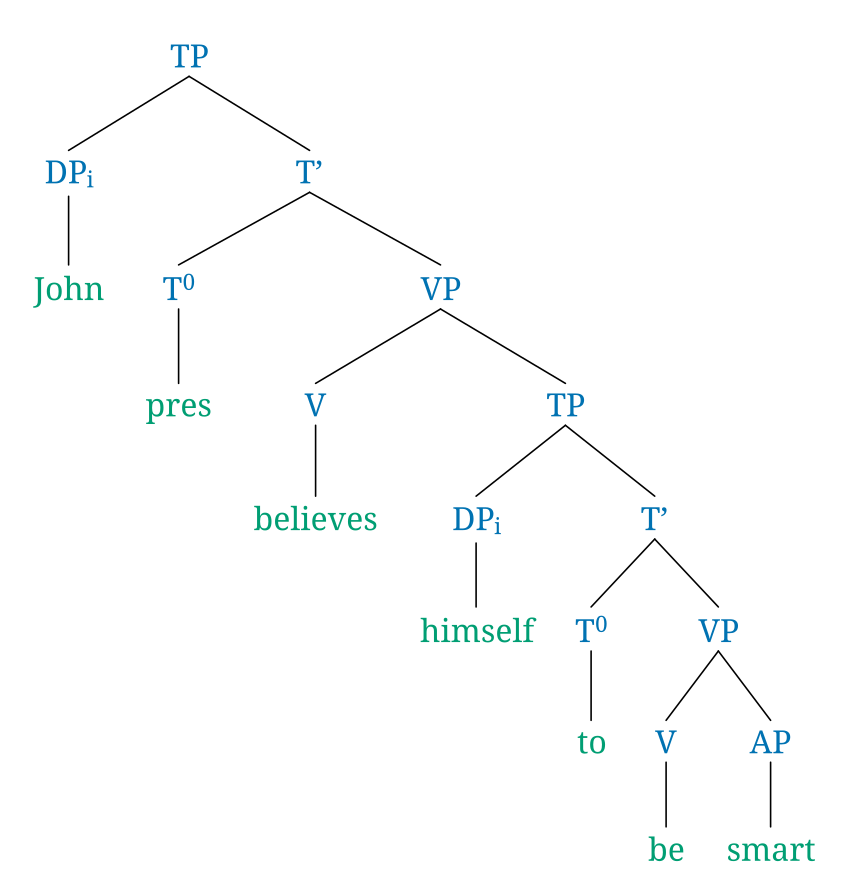 TP
DPᵢ T’
John T⁰ VP
pres V TP
believes DPᵢ T’
himself T⁰ VP
to V AP
be smart